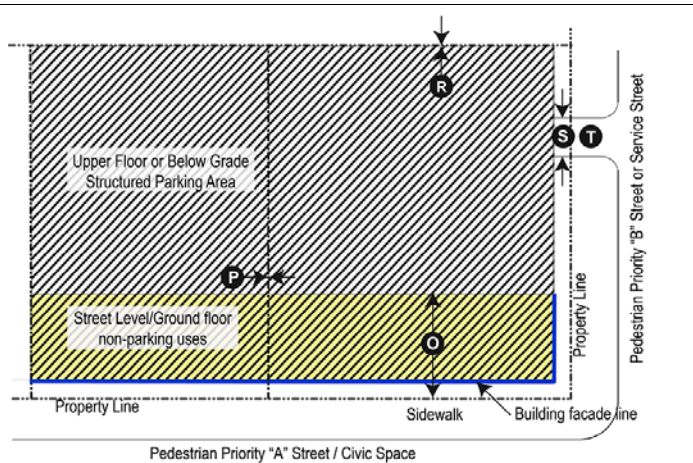 R
S T
Upper Floor or Below Grade
Structured Parking Area
P
Street Level/Ground floor
non-parking uses
O
Property Line
Pedestrian Priority "B" Street or Service Street
Property Line
Sidewalk
Building facade line
Pedestrian Priority "A" Street / Civic Space